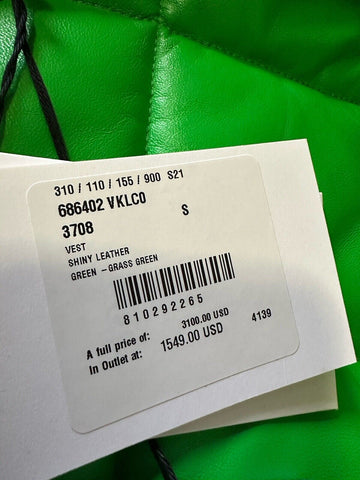 310 / 110 / 155 / 900 S21
686402 VKLC0
3708 S
VEST
SHINY LEATHER
GREEN - GRASS GREEN
810292265
A full price of: 3100.00 USD
In Outlet at: 1549.00 USD 4139